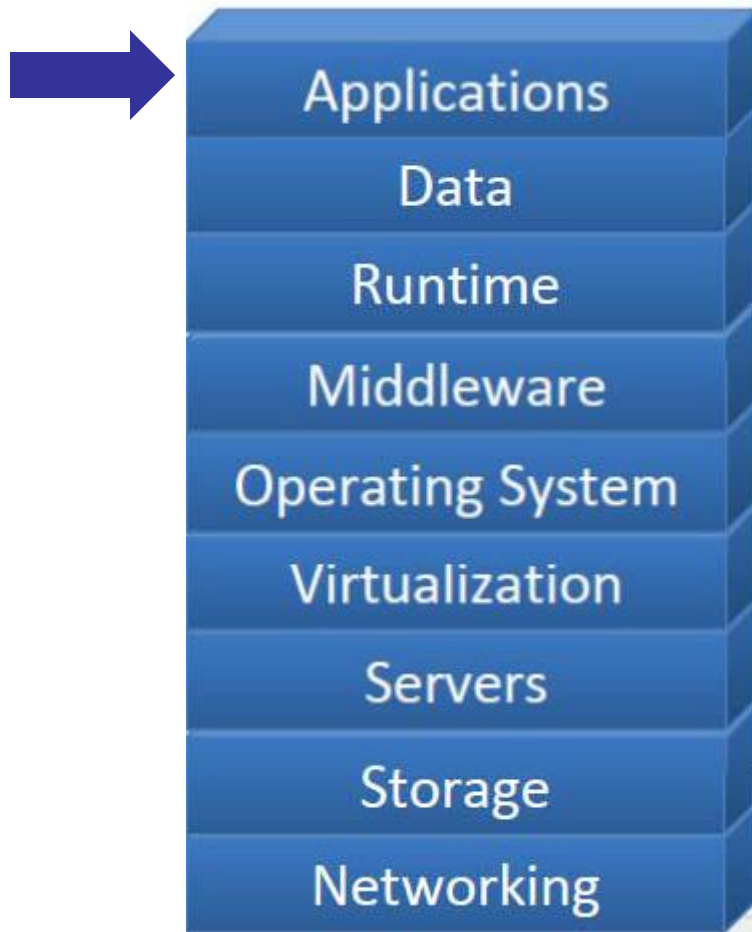 Applications
Data
Runtime
Middleware
Operating System
Virtualization
Servers
Storage
Networking